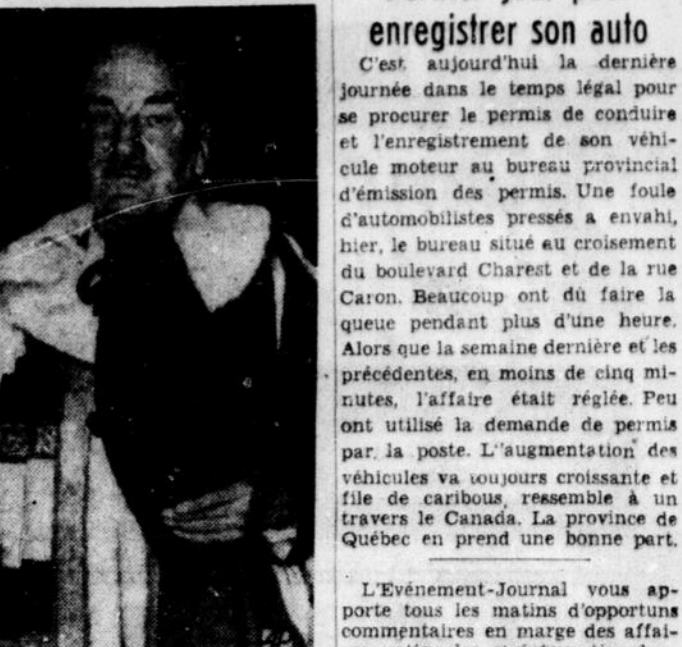 enregistrer son auto
C'est aujourd'hui la dernière
journée dans le temps légal pour
se procurer le permis de conduire
et l'enregistrement de son véhi-
cule moteur au bureau provincial
d'émission des permis. Une foule
d'automobilistes pressés a envahi,
hier, le bureau situé au croisement
du boulevard Charest et de la rue
Caron. Beaucoup ont dû faire la
queue pendant plus d'une heure.
Alors que la semaine dernière et les
précédentes, en moins de cinq mi-
nutes, l'affaire était réglée. Peu
ont utilisé la demande de permis
par la poste. L''augmentation des
véhicules va toujours croissante et
file de caribous, ressemble à un
travers le Canada. La province de
Québec en prend une bonne part.
L'Evénement-Journal vous ap-
porte tous les matins d'opportuns
commentaires en marge des affai-